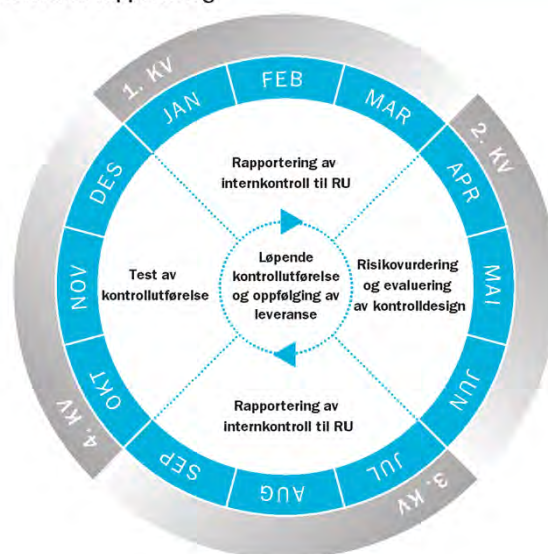 1. KV
JAN
FEB
MAR
2. KV
APR
MAI
JUN
3. KV
JUL
AUG
SEP
4. KV
OKT
NOV
DES
Rapportering av
internkontroll til RU
Risikovurdering
og evaluering
av kontrolldesign
Rapportering av
internkontroll til RU
Test av
kontrollutførelse
Løpende
kontrollutførelse
og oppfølging av
leveranse